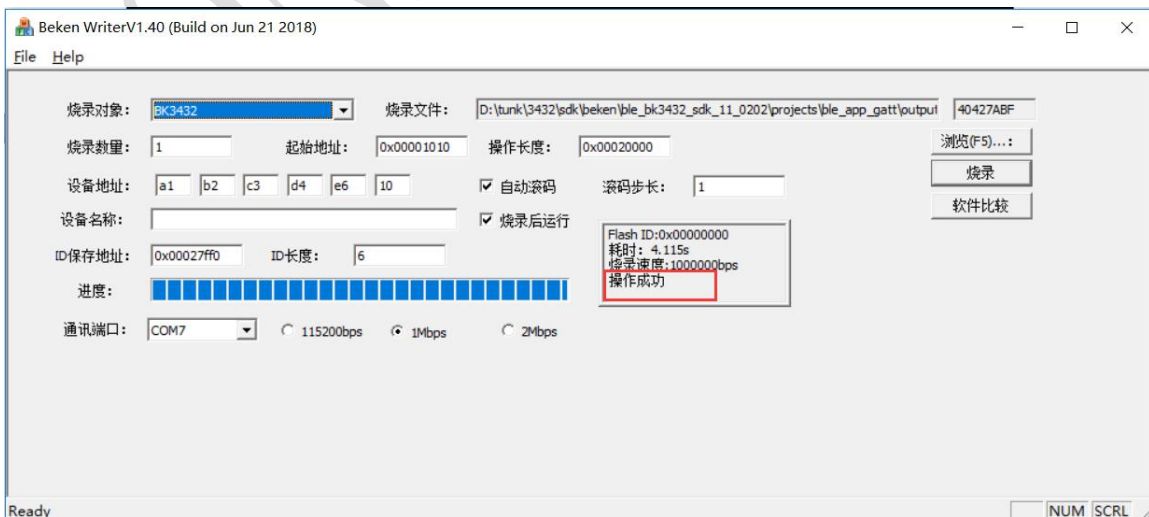 Beken WriterV1.40 (Build on Jun 21 2018)
File Help
烧录对象： BK3432 烧录文件： D:\tunk\3432\sdk\beken\ble_bk3432_sdk_11_0202\projects\ble_app_gatt\output 40427ABF
浏览(F5)...:
烧录数量： 1 起始地址： 0x00001010 操作长度： 0x00020000
烧录
设备地址： a1 b2 c3 d4 e6 10 自动滚码 滚码步长： 1
软件比较
设备名称： 烧录后运行
Flash ID:0x00000000
耗时：4.115s
烧录速度:1000000bps
操作成功
ID保存地址： 0x00027ff0 ID长度： 6
进度：
通讯端口： COM7 115200bps 1Mbps 2Mbps
Ready NUM SCRL